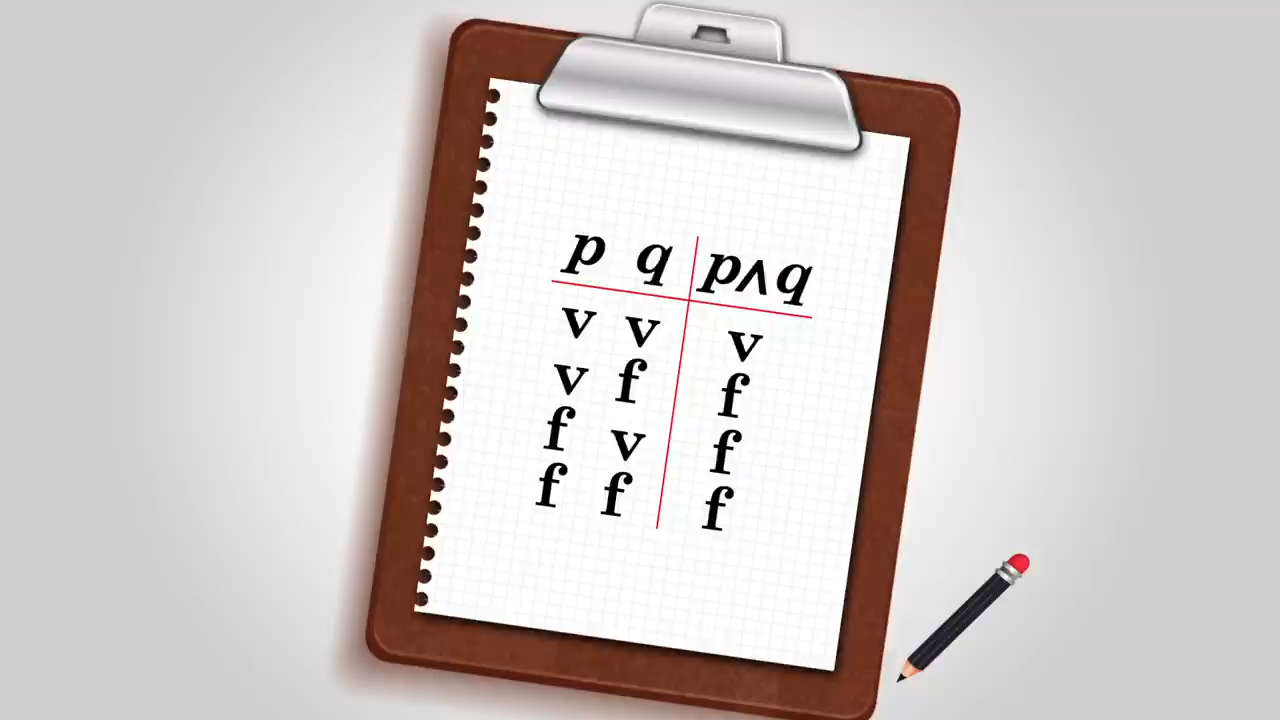 p q p∧q
v v v
v f f
f v f
f f f